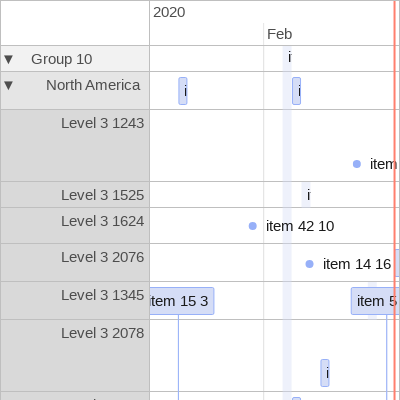 2020
Feb
▼ Group 10 i
▼ North America i i
Level 3 1243
item
Level 3 1525 i
Level 3 1624 item 42 10
Level 3 2076 item 14 16
Level 3 1345 item 15 3 item 5
Level 3 2078
i